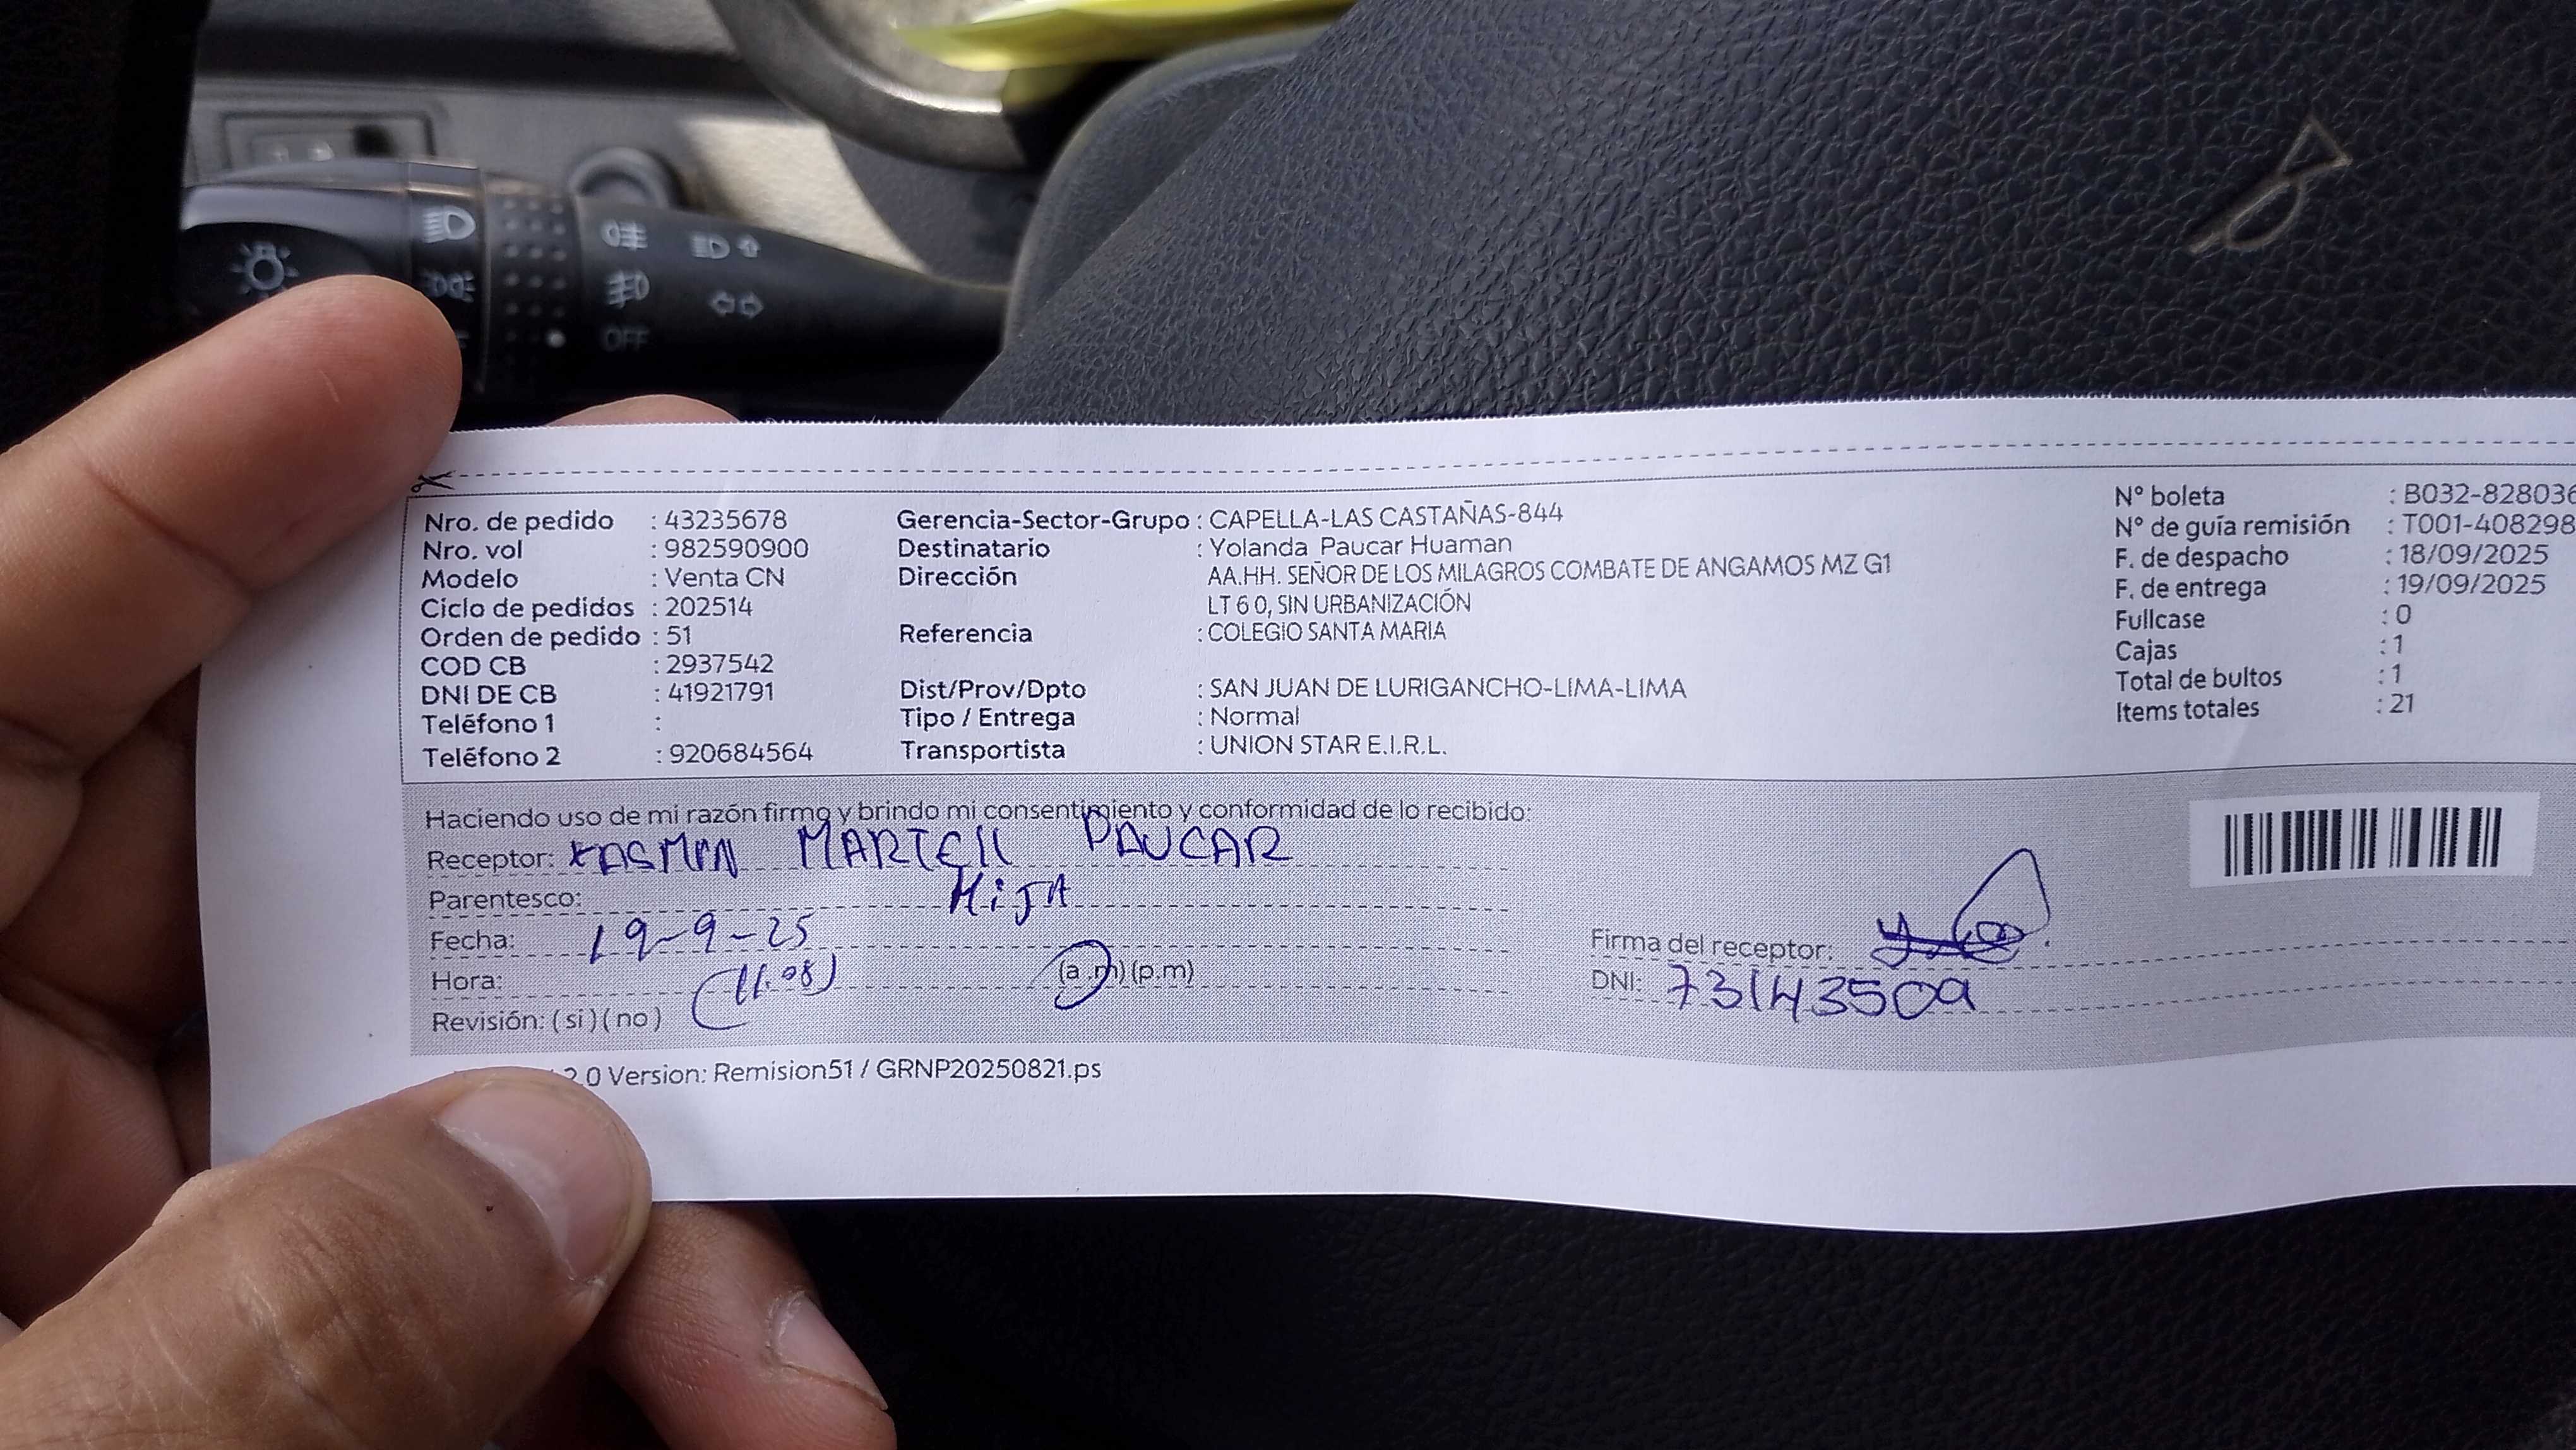 OFF
Nro. de pedido : 43235678
Nro. vol : 982590900
Modelo : Venta CN
Ciclo de pedidos : 202514
Orden de pedido : 51
COD CB : 2937542
DNI DE CB : 41921791
Teléfono 1 :
Teléfono 2 : 920684564
Gerencia-Sector-Grupo : CAPELLA-LAS CASTAÑAS-844
Destinatario : Yolanda Paucar Huaman
Dirección AA.HH. SEÑOR DE LOS MILAGROS COMBATE DE ANGAMOS MZ G1
LT 6 0, SIN URBANIZACIÓN
Referencia : COLEGIO SANTA MARIA
Dist/Prov/Dpto : SAN JUAN DE LURIGANCHO-LIMA-LIMA
Tipo / Entrega : Normal
Transportista : UNION STAR E.I.R.L.
N° boleta : B032-828036
N° de guía remisión : T001-408298
F. de despacho : 18/09/2025
F. de entrega : 19/09/2025
Fullcase : 0
Cajas : 1
Total de bultos : 1
Items totales : 21
Haciendo uso de mi razón firmo y brindo mi consentimiento y conformidad de lo recibido:
Receptor: MARTEll PAUCAR
Parentesco: HiJA
Fecha: 19-9-25
Hora: (11:08) (a.m) (p.m)
Revisión: (si) (no)
Firma del receptor:
DNI: 73143509
2.0 Version: Remision51 / GRNP20250821.ps